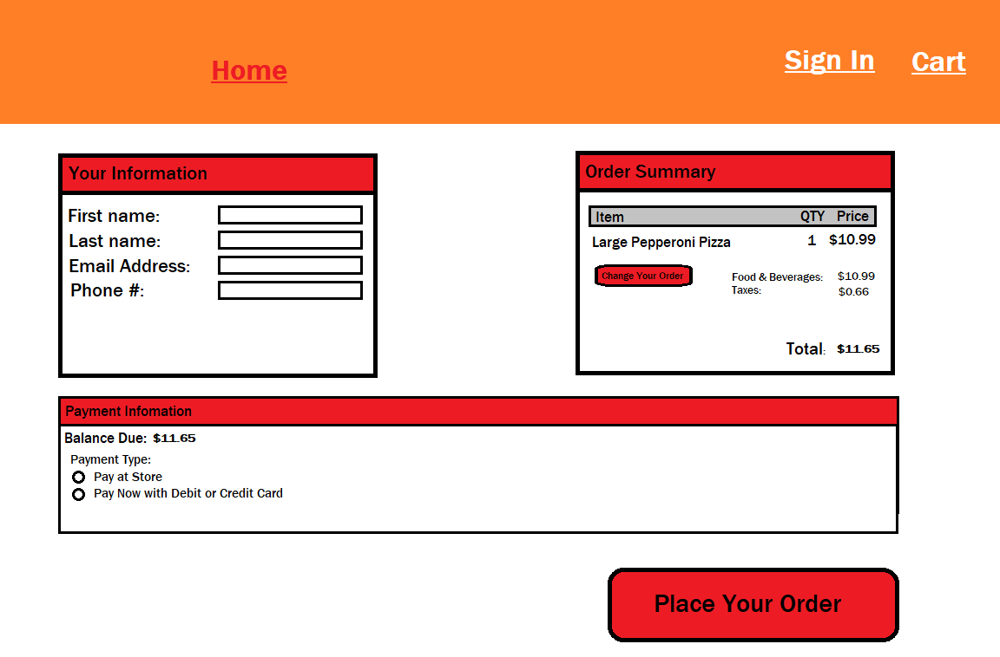 Home
Sign In
Cart
Your Information
First name:
Last name:
Email Address:
Phone #:
Order Summary
Item QTY Price
Large Pepperoni Pizza 1 $10.99
Change Your Order
Food & Beverages: $10.99
Taxes: $0.66
Total: $11.65
Payment Infomation
Balance Due: $11.65
Payment Type:
Pay at Store
Pay Now with Debit or Credit Card
Place Your Order